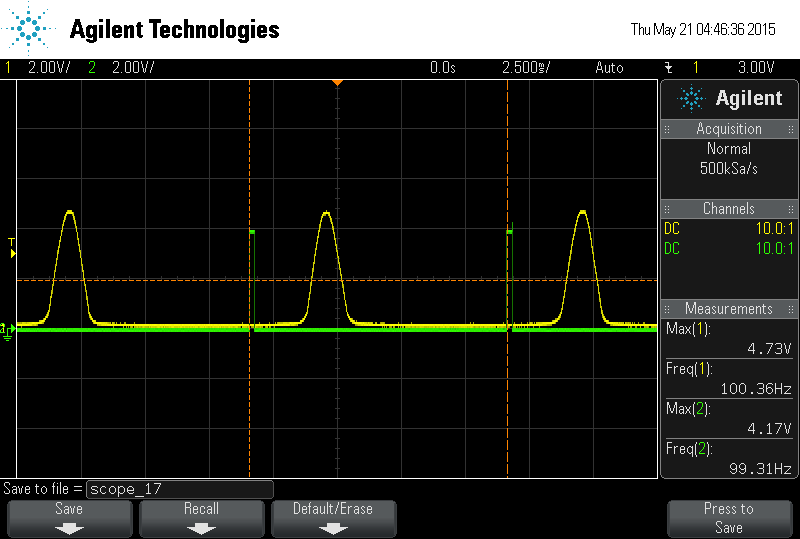 Agilent Technologies
Thu May 21 04:46:36 2015
1 2.00V/ 2 2.00V/ 0.0s 2.500ms/ Auto 1 3.00V
Agilent
Acquisition
Normal
500kSa/s
Channels
DC 10.0:1
DC 10.0:1
T
2
Measurements
Max(1):
4.73V
Freq(1):
100.36Hz
Max(2):
4.17V
Freq(2):
99.31Hz
Save to file = scope_17
Save Recall Default/Erase Press to
Save